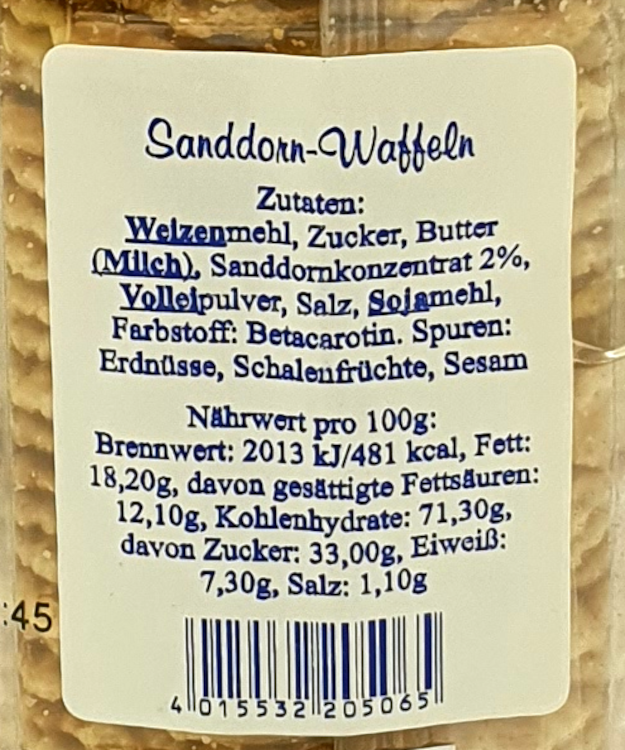 Sanddorn-Waffeln
Zutaten:
Weizenmehl, Zucker, Butter
(Milch), Sanddornkonzentrat 2%,
Volleipulver, Salz, Sojamehl,
Farbstoff: Betacarotin. Spuren:
Erdnüsse, Schalenfrüchte, Sesam
Nährwert pro 100g:
Brennwert: 2013 kJ/481 kcal, Fett:
18,20g, davon gesättigte Fettsäuren:
12,10g, Kohlenhydrate: 71,30g,
davon Zucker: 33,00g, Eiweiß:
7,30g, Salz: 1,10g
:45
4 015532 205065